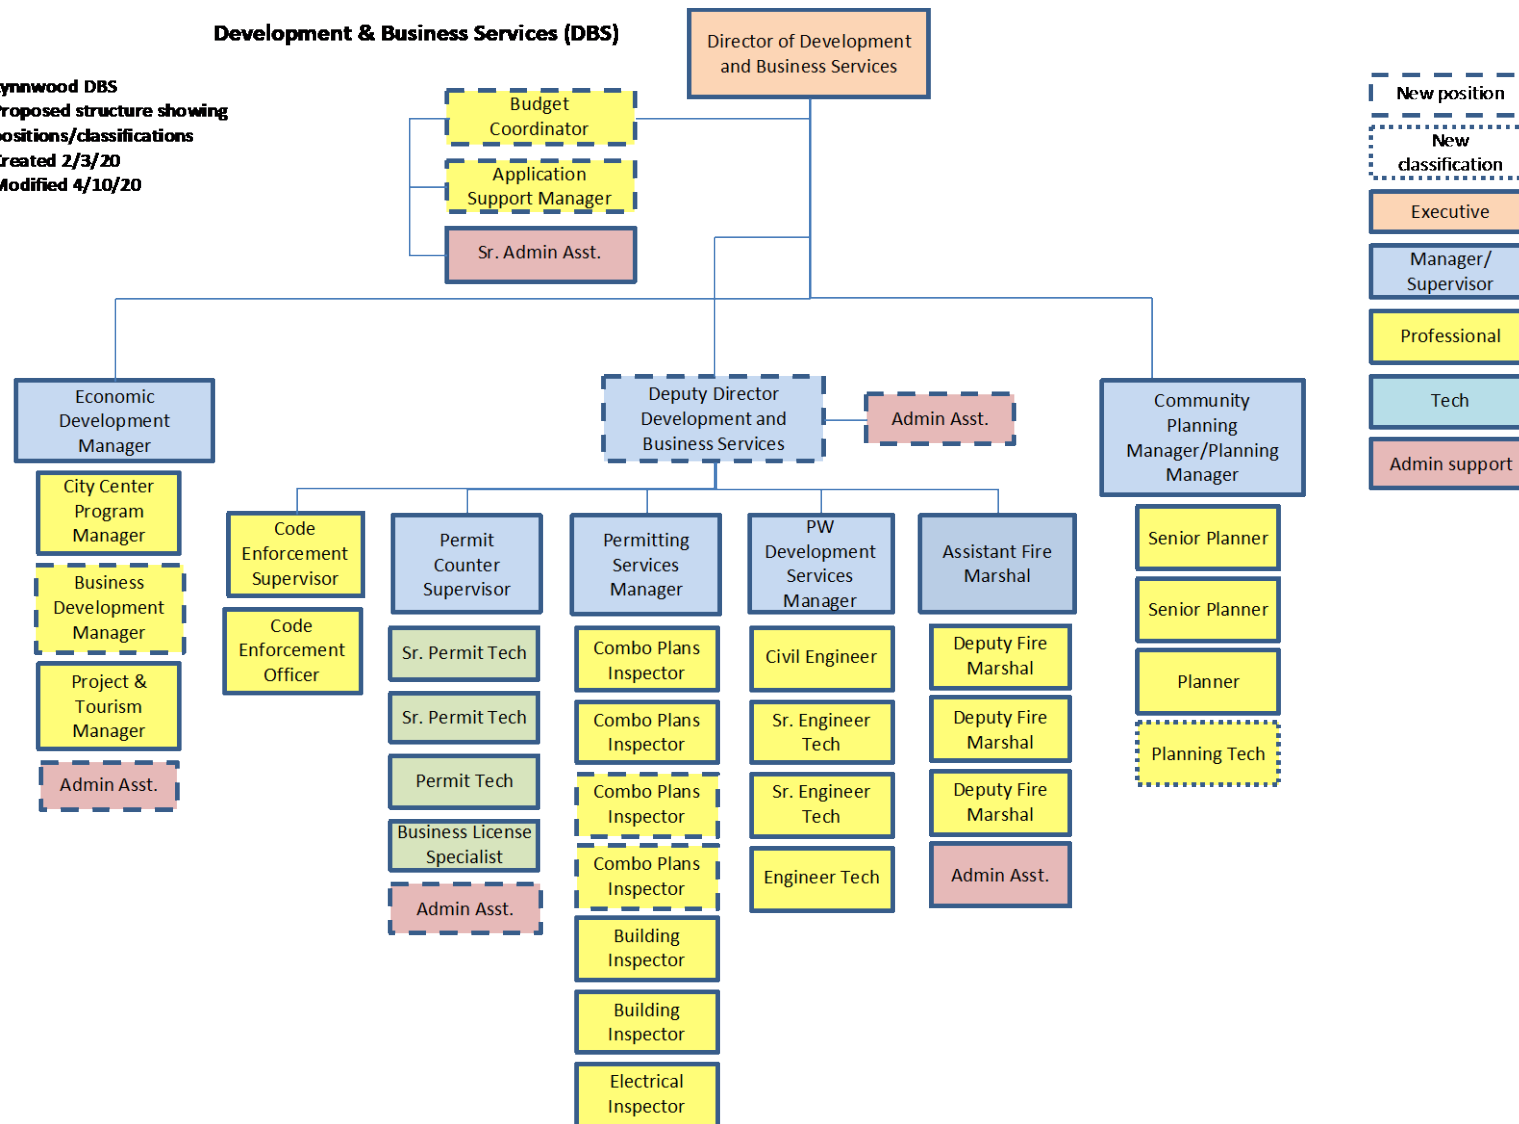 Development & Business Services (DBS)
Director of Development
and Business Services
ynnwood DBS
Proposed structure showing
positions/classifications
Created 2/3/20
Modified 4/10/20
Budget
Coordinator
Application
Support Manager
Sr. Admin Asst.
New position
New
classification
Executive
Manager/
Supervisor
Professional
Tech
Admin support
Economic
Development
Manager
City Center
Program
Manager
Business
Development
Manager
Project &
Tourism
Manager
Admin Asst.
Deputy Director
Development and
Business Services
Admin Asst.
Code
Enforcement
Supervisor
Code
Enforcement
Officer
Permit
Counter
Supervisor
Sr. Permit Tech
Sr. Permit Tech
Permit Tech
Business License
Specialist
Admin Asst.
Permitting
Services
Manager
Combo Plans
Inspector
Combo Plans
Inspector
Combo Plans
Inspector
Combo Plans
Inspector
Building
Inspector
Building
Inspector
Electrical
Inspector
PW
Development
Services
Manager
Civil Engineer
Sr. Engineer
Tech
Sr. Engineer
Tech
Engineer Tech
Assistant Fire
Marshal
Deputy Fire
Marshal
Deputy Fire
Marshal
Deputy Fire
Marshal
Admin Asst.
Community
Planning
Manager/Planning
Manager
Senior Planner
Senior Planner
Planner
Planning Tech